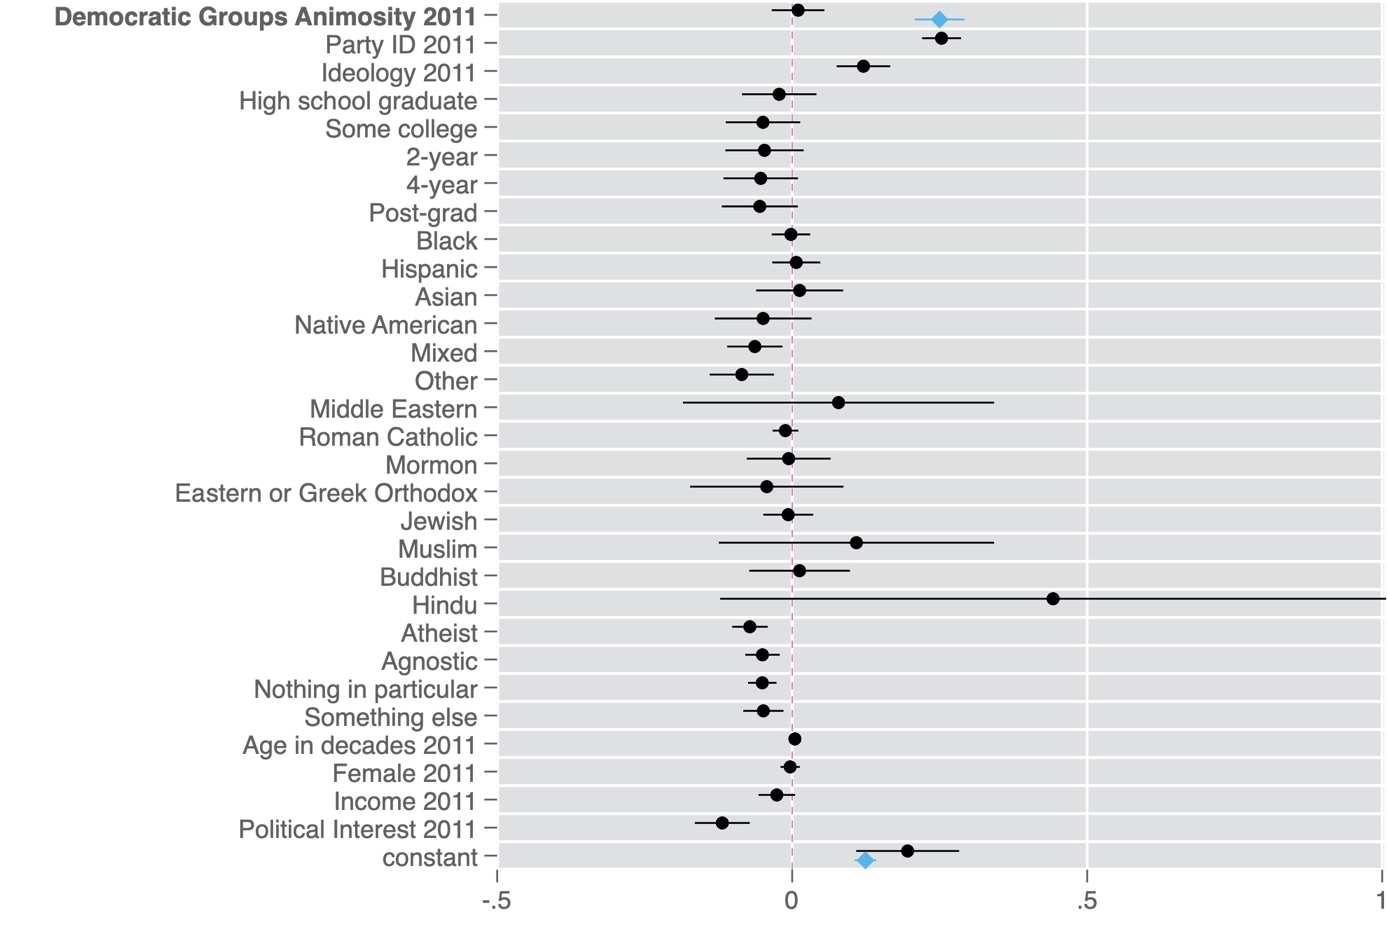 Democratic Groups Animosity 2011
Party ID 2011
Ideology 2011
High school graduate
Some college
2-year
4-year
Post-grad
Black
Hispanic
Asian
Native American
Mixed
Other
Middle Eastern
Roman Catholic
Mormon
Eastern or Greek Orthodox
Jewish
Muslim
Buddhist
Hindu
Atheist
Agnostic
Nothing in particular
Something else
Age in decades 2011
Female 2011
Income 2011
Political Interest 2011
constant
-.5 0 .5 1